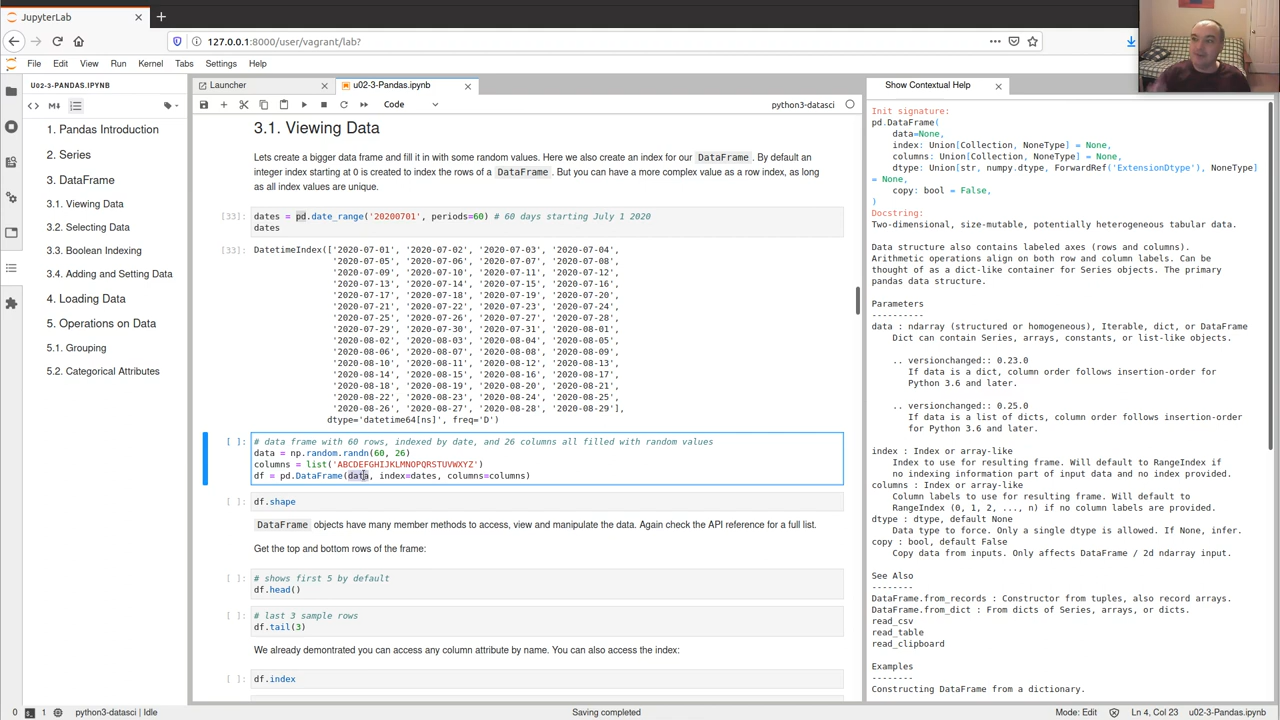 JupyterLab
127.0.0.1:8000/user/vagrant/lab?
File Edit View Run Kernel Tabs Settings Help
U02-3-PANDAS.IPYNB
1. Pandas Introduction
2. Series
3. DataFrame
3.1. Viewing Data
3.2. Selecting Data
3.3. Boolean Indexing
3.4. Adding and Setting Data
4. Loading Data
5. Operations on Data
5.1. Grouping
5.2. Categorical Attributes
Launcher
u02-3-Pandas.ipynb
Code
python3-datasci
3.1. Viewing Data
Lets create a bigger data frame and fill it in with some random values. Here we also create an index for our DataFrame. By default an
integer index starting at 0 is created to index the rows of a DataFrame. But you can have a more complex value as a row index, as long
as all index values are unique.
[33]: dates = pd.date_range('20200701', periods=60) # 60 days starting July 1 2020
dates
[33]: DatetimeIndex(['2020-07-01', '2020-07-02', '2020-07-03', '2020-07-04',
'2020-07-05', '2020-07-06', '2020-07-07', '2020-07-08',
'2020-07-09', '2020-07-10', '2020-07-11', '2020-07-12',
'2020-07-13', '2020-07-14', '2020-07-15', '2020-07-16',
'2020-07-17', '2020-07-18', '2020-07-19', '2020-07-20',
'2020-07-21', '2020-07-22', '2020-07-23', '2020-07-24',
'2020-07-25', '2020-07-26', '2020-07-27', '2020-07-28',
'2020-07-29', '2020-07-30', '2020-07-31', '2020-08-01',
'2020-08-02', '2020-08-03', '2020-08-04', '2020-08-05',
'2020-08-06', '2020-08-07', '2020-08-08', '2020-08-09',
'2020-08-10', '2020-08-11', '2020-08-12', '2020-08-13',
'2020-08-14', '2020-08-15', '2020-08-16', '2020-08-17',
'2020-08-18', '2020-08-19', '2020-08-20', '2020-08-21',
'2020-08-22', '2020-08-23', '2020-08-24', '2020-08-25',
'2020-08-26', '2020-08-27', '2020-08-28', '2020-08-29'],
dtype='datetime64[ns]', freq='D')
[ ]: # data frame with 60 rows, indexed by date, and 26 columns all filled with random values
data = np.random.randn(60, 26)
columns = list('ABCDEFGHIJKLMNOPQRSTUVWXYZ')
df = pd.DataFrame(data, index=dates, columns=columns)
[ ]: df.shape
DataFrame objects have many member methods to access, view and manipulate the data. Again check the API reference for a full list.
Get the top and bottom rows of the frame:
[ ]: # shows first 5 by default
df.head()
[ ]: # last 3 sample rows
df.tail(3)
We already demontrated you can access any column attribute by name. You can also access the index:
[ ]: df.index
Show Contextual Help
Init signature:
pd.DataFrame(
data=None,
index: Union[Collection, NoneType] = None,
columns: Union[Collection, NoneType] = None,
dtype: Union[str, numpy.dtype, ForwardRef('ExtensionDtype'), NoneType]
= None,
copy: bool = False,
)
Docstring:
Two-dimensional, size-mutable, potentially heterogeneous tabular data.
Data structure also contains labeled axes (rows and columns).
Arithmetic operations align on both row and column labels. Can be
thought of as a dict-like container for Series objects. The primary
pandas data structure.
Parameters
----------
data : ndarray (structured or homogeneous), Iterable, dict, or DataFrame
Dict can contain Series, arrays, constants, or list-like objects.
.. versionchanged:: 0.23.0
If data is a dict, column order follows insertion-order for
Python 3.6 and later.
.. versionchanged:: 0.25.0
If data is a list of dicts, column order follows insertion-order
for Python 3.6 and later.
index : Index or array-like
Index to use for resulting frame. Will default to RangeIndex if
no indexing information part of input data and no index provided.
columns : Index or array-like
Column labels to use for resulting frame. Will default to
RangeIndex (0, 1, 2, ..., n) if no column labels are provided.
dtype : dtype, default None
Data type to force. Only a single dtype is allowed. If None, infer.
copy : bool, default False
Copy data from inputs. Only affects DataFrame / 2d ndarray input.
See Also
--------
DataFrame.from_records : Constructor from tuples, also record arrays.
DataFrame.from_dict : From dicts of Series, arrays, or dicts.
read_csv
read_table
read_clipboard
Examples
--------
Constructing DataFrame from a dictionary.
0 1 python3-datasci | Idle
Saving completed
Mode: Edit Ln 4, Col 23 u02-3-Pandas.ipynb